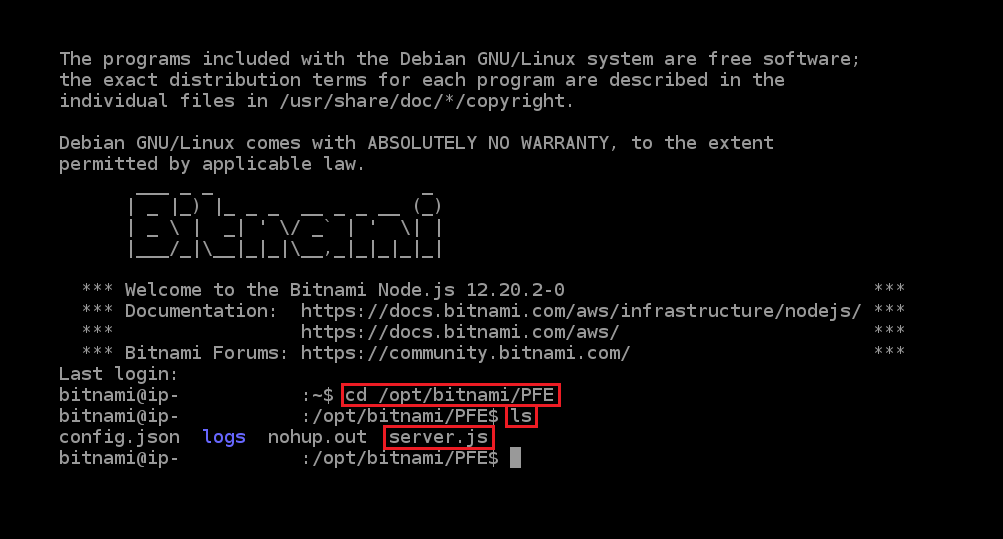 The programs included with the Debian GNU/Linux system are free software;
the exact distribution terms for each program are described in the
individual files in /usr/share/doc/*/copyright.
Debian GNU/Linux comes with ABSOLUTELY NO WARRANTY, to the extent
permitted by applicable law.
Bitnami
*** Welcome to the Bitnami Node.js 12.20.2-0 ***
*** Documentation: https://docs.bitnami.com/aws/infrastructure/nodejs/ ***
*** https://docs.bitnami.com/aws/ ***
*** Bitnami Forums: https://community.bitnami.com/ ***
Last login:
bitnami@ip- :~$ cd /opt/bitnami/PFE
bitnami@ip- :/opt/bitnami/PFE$ ls
config.json logs nohup.out server.js
bitnami@ip- :/opt/bitnami/PFE$